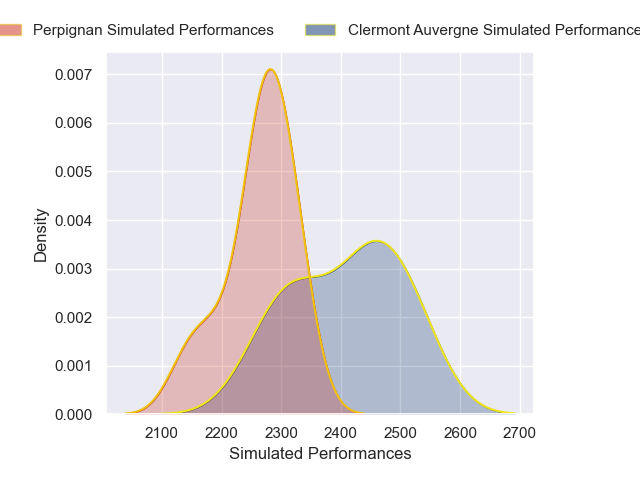 Perpignan Simulated Performances
Clermont Auvergne Simulated Performance
0.007
0.006
0.005
0.004
0.003
0.002
0.001
0.000
Density
2100 2200 2300 2400 2500 2600 2700
Simulated Performances